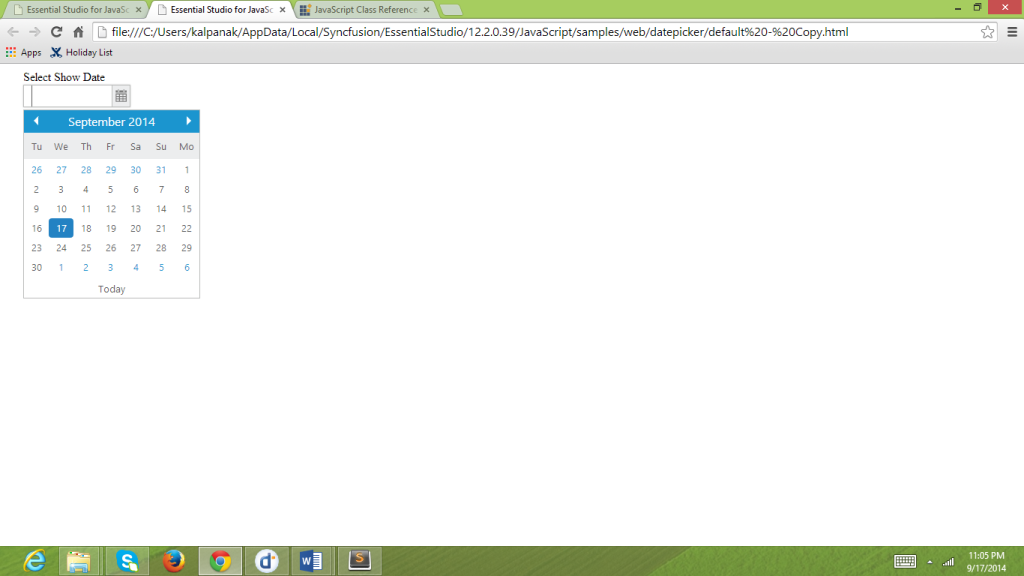 Essential Studio for JavaSc
Essential Studio for JavaSc
JavaScript Class Reference
file:///C:/Users/kalpanak/AppData/Local/Syncfusion/EssentialStudio/12.2.0.39/JavaScript/samples/web/datepicker/default%20-%20Copy.html
Apps Holiday List
Select Show Date
September 2014
Tu We Th Fr Sa Su Mo
26 27 28 29 30 31 1
2 3 4 5 6 7 8
9 10 11 12 13 14 15
16 17 18 19 20 21 22
23 24 25 26 27 28 29
30 1 2 3 4 5 6
Today
11:05 PM
9/17/2014